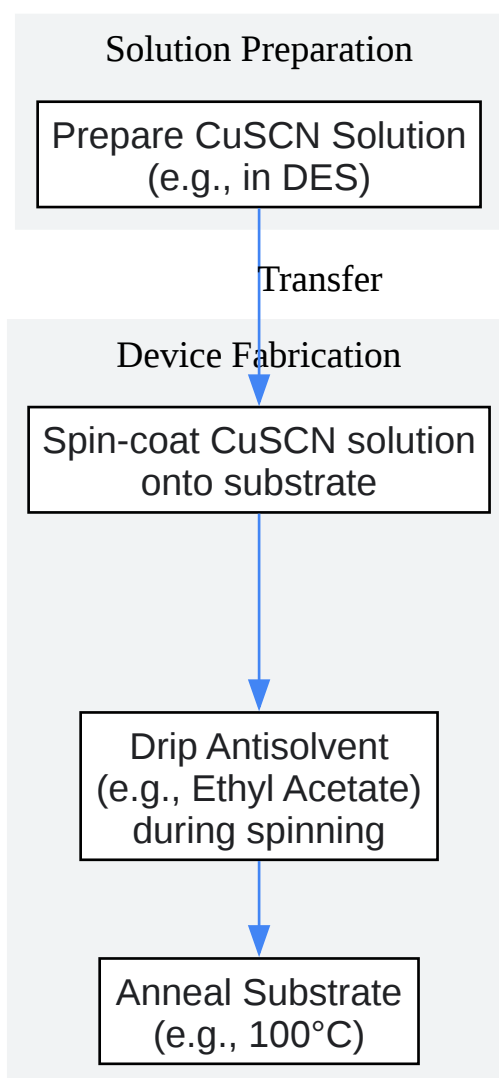 Solution Preparation
Prepare CuSCN Solution
(e.g., in DES)
Transfer
Device Fabrication
Spin-coat CuSCN solution
onto substrate
Drip Antisolvent
(e.g., Ethyl Acetate)
during spinning
Anneal Substrate
(e.g., 100°C)